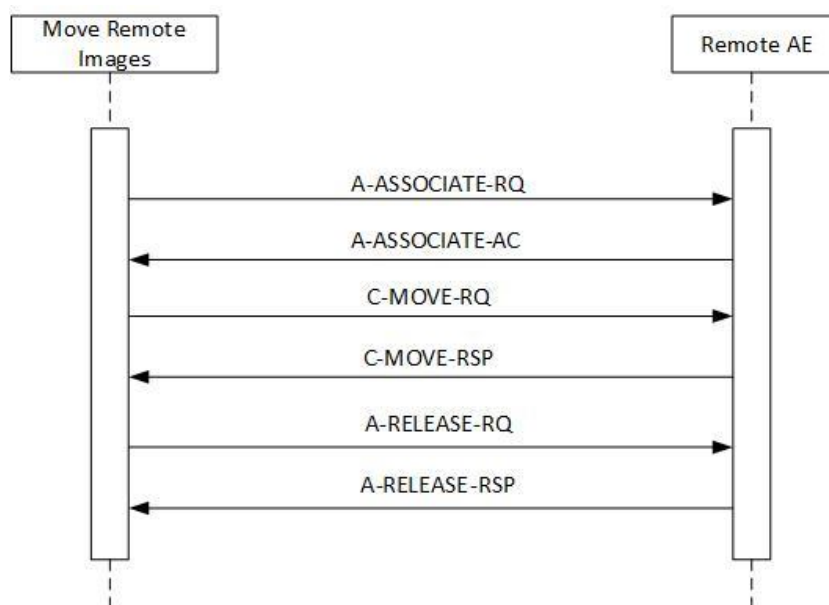 Move Remote
Images
Remote AE
A-ASSOCIATE-RQ
A-ASSOCIATE-AC
C-MOVE-RQ
C-MOVE-RSP
A-RELEASE-RQ
A-RELEASE-RSP